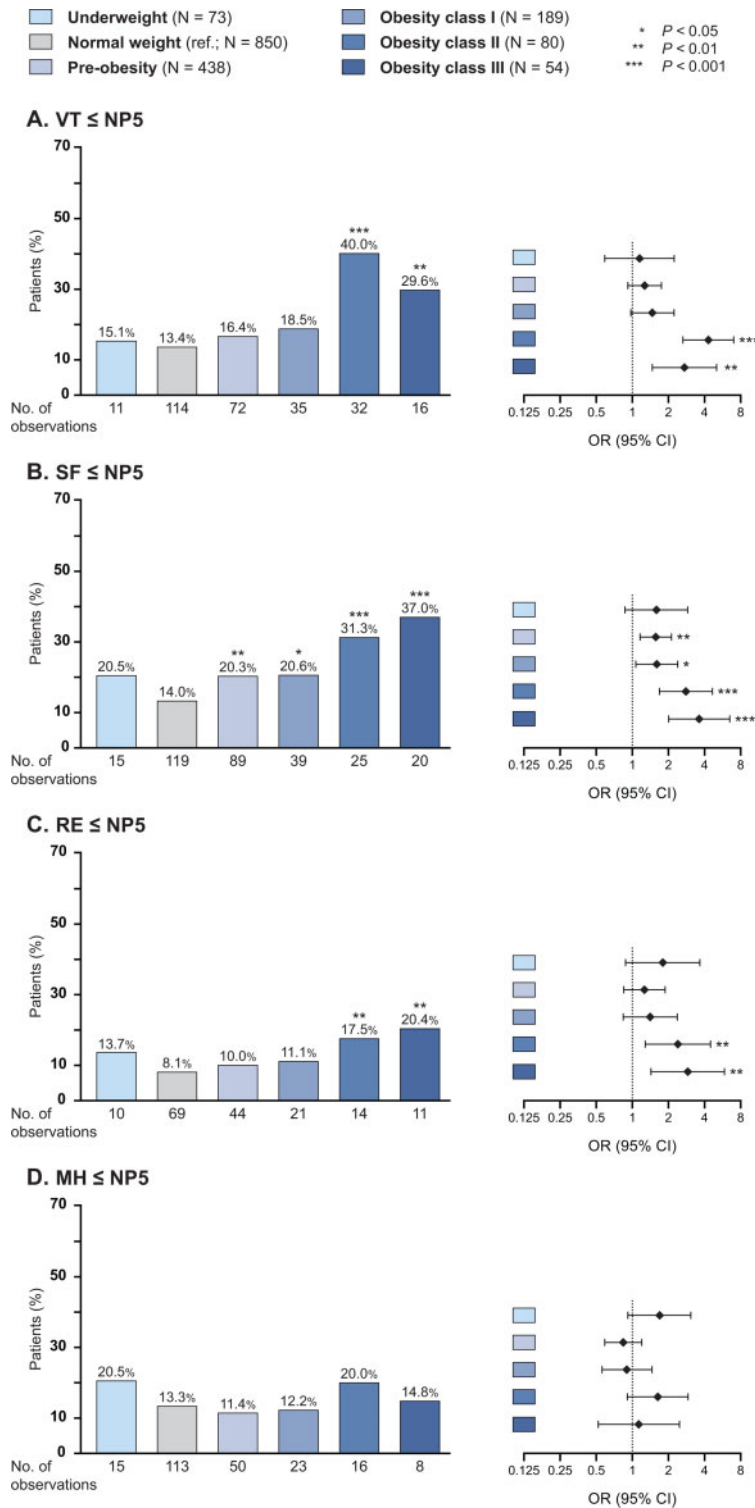 Underweight (N = 73)
Normal weight (ref.; N = 850)
Pre-obesity (N = 438)
Obesity class I (N = 189)
Obesity class II (N = 80)
Obesity class III (N = 54)
* P < 0.05
** P < 0.01
*** P < 0.001
A. VT ≤ NP5
Patients (%)
70
50
30
10
0
15.1%
13.4%
16.4%
18.5%
***
40.0%
**
29.6%
No. of observations
11 114 72 35 32 16
***
**
0.125 0.25 0.5 1 2 4 8
OR (95% CI)
B. SF ≤ NP5
Patients (%)
70
50
30
10
0
20.5%
14.0%
**
20.3%
*
20.6%
***
31.3%
***
37.0%
No. of observations
15 119 89 39 25 20
**
*
***
***
0.125 0.25 0.5 1 2 4 8
OR (95% CI)
C. RE ≤ NP5
Patients (%)
70
50
30
10
0
13.7%
8.1%
10.0%
11.1%
**
17.5%
**
20.4%
No. of observations
10 69 44 21 14 11
**
**
0.125 0.25 0.5 1 2 4 8
OR (95% CI)
D. MH ≤ NP5
Patients (%)
70
50
30
10
0
20.5%
13.3%
11.4%
12.2%
20.0%
14.8%
No. of observations
15 113 50 23 16 8
0.125 0.25 0.5 1 2 4 8
OR (95% CI)